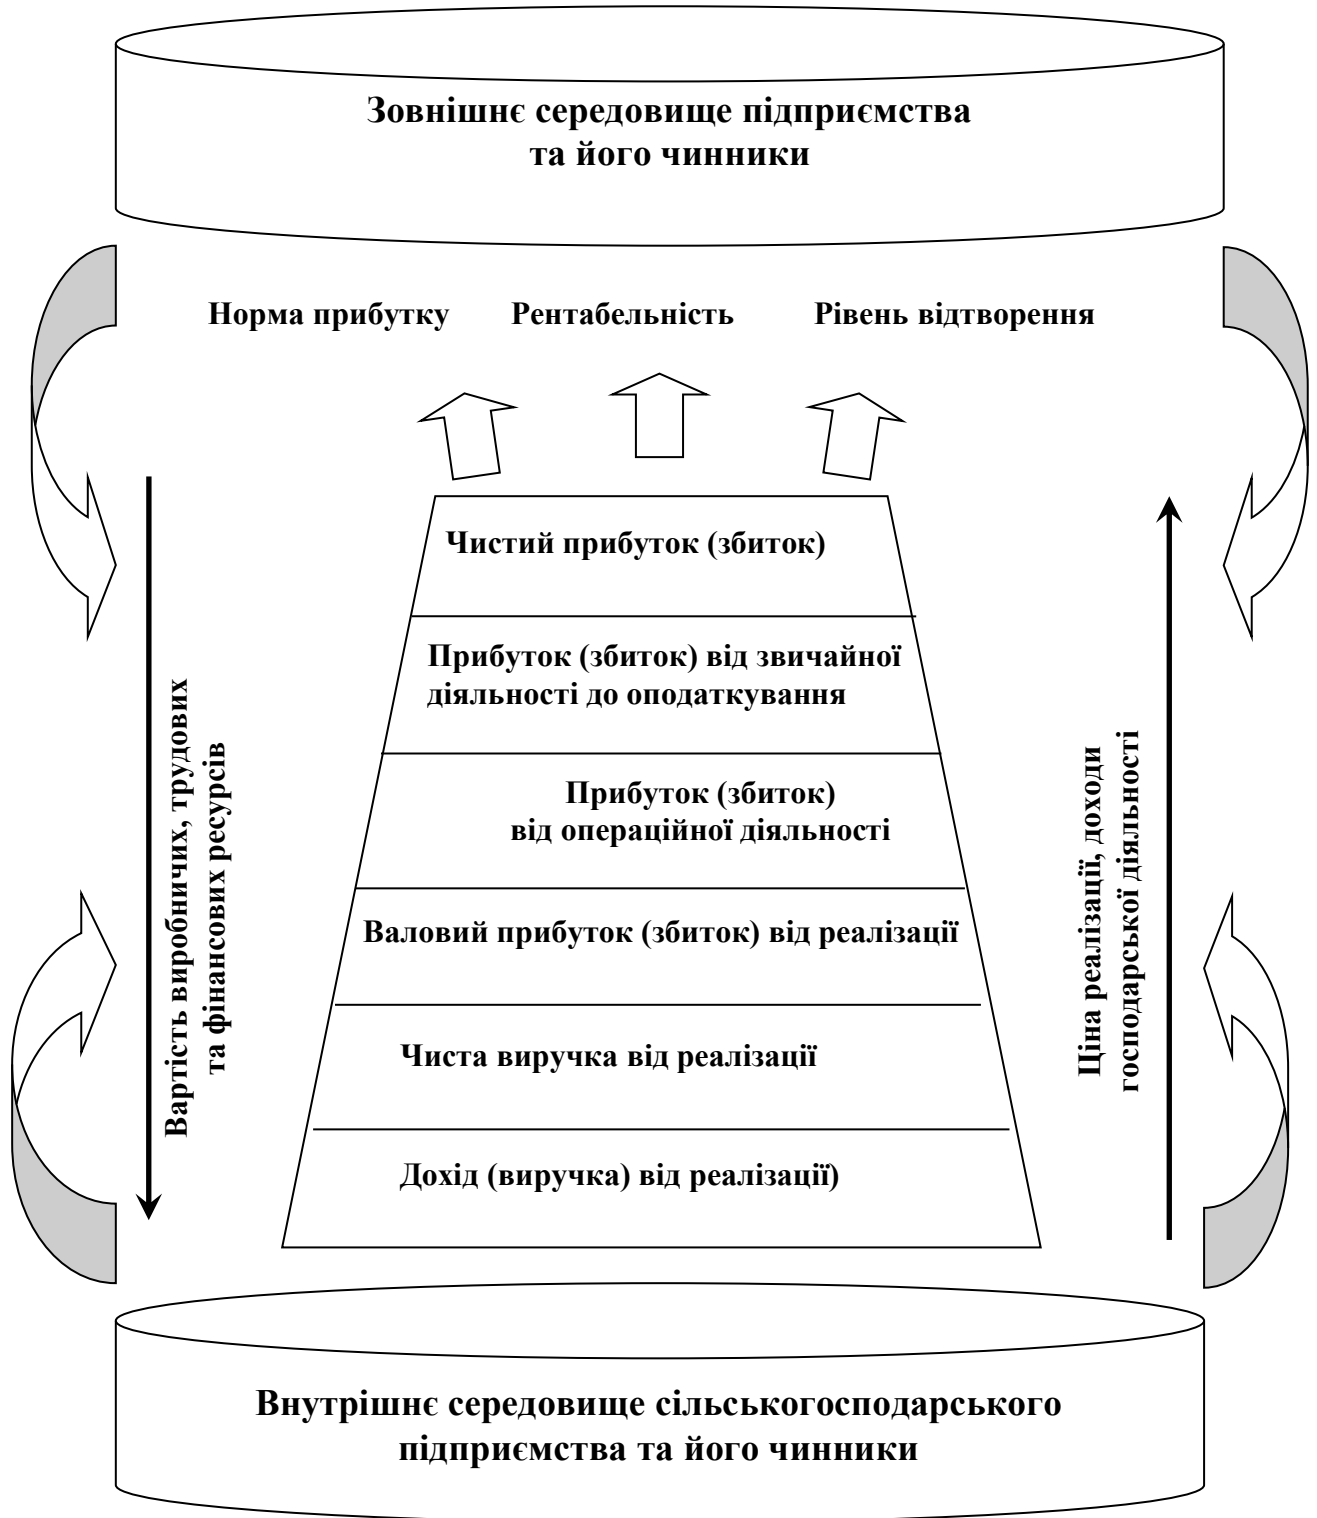 Зовнішнє середовище підприємства
та його чинники
Норма прибутку
Рентабельність
Рівень відтворення
Чистий прибуток (збиток)
Прибуток (збиток) від звичайної
діяльності до оподаткування
Прибуток (збиток)
від операційної діяльності
Валовий прибуток (збиток) від реалізації
Чиста виручка від реалізації
Дохід (виручка) від реалізації)
Вартість виробничих, трудових
та фінансових ресурсів
Ціна реалізації, доходи
господарської діяльності
Внутрішнє середовище сільськогосподарського
підприємства та його чинники